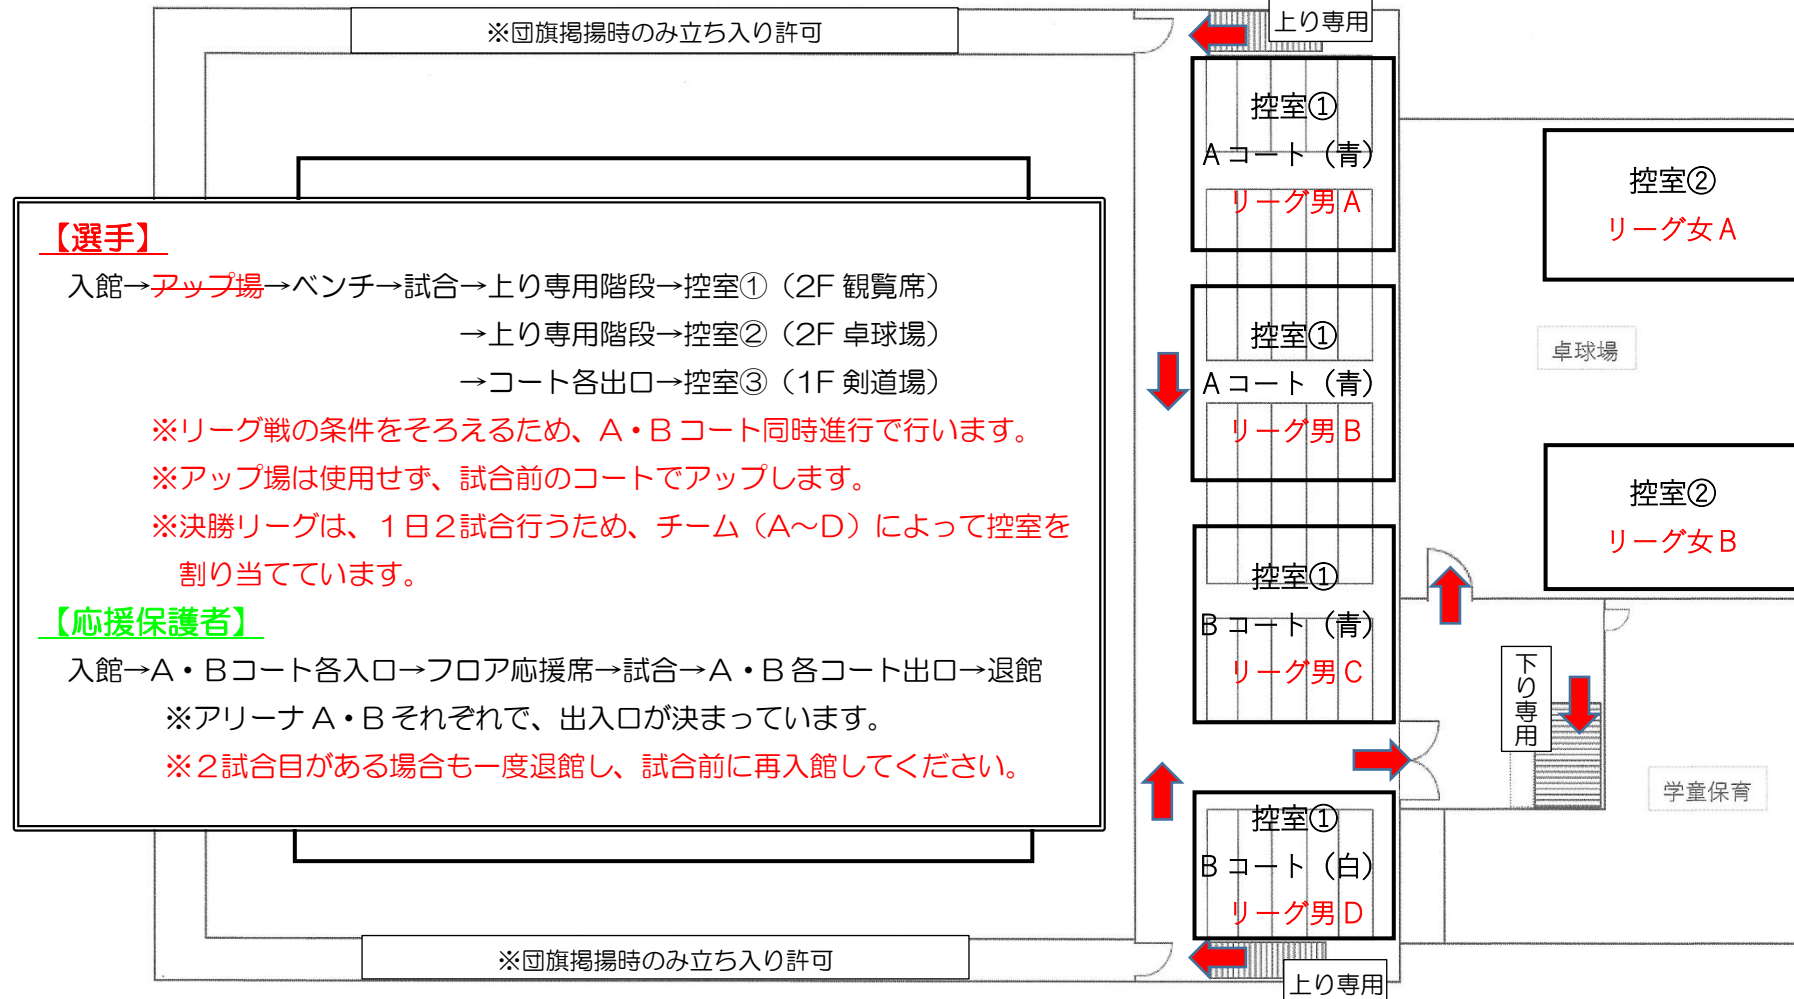 ※団旗掲揚時のみ立ち入り許可
上り専用
控室①
Aコート（青）
リーグ男A
控室②
リーグ女A
【選手】
入館→アップ場→ベンチ→試合→上り専用階段→控室①（2F 観覧席）
→上り専用階段→控室②（2F 卓球場）
→コート各出口→控室③（1F 剣道場）
※リーグ戦の条件をそろえるため、A・Bコート同時進行で行います。
※アップ場は使用せず、試合前のコートでアップします。
※決勝リーグは、１日２試合行うため、チーム（A～D）によって控室を
割り当てています。
【応援保護者】
入館→A・Bコート各入口→フロア応援席→試合→A・B各コート出口→退館
※アリーナA・Bそれぞれで、出入口が決まっています。
※２試合目がある場合も一度退館し、試合前に再入館してください。
控室①
Aコート（青）
リーグ男B
卓球場
控室②
リーグ女B
控室①
Bコート（青）
リーグ男C
下り専用
学童保育
控室①
Bコート（白）
リーグ男D
※団旗掲揚時のみ立ち入り許可
上り専用